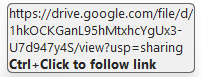 https://drive.google.com/file/d/
1hkOCKGanL95hMtxhcYgUx3-
U7d947y4S/view?usp=sharing
Ctrl+Click to follow link